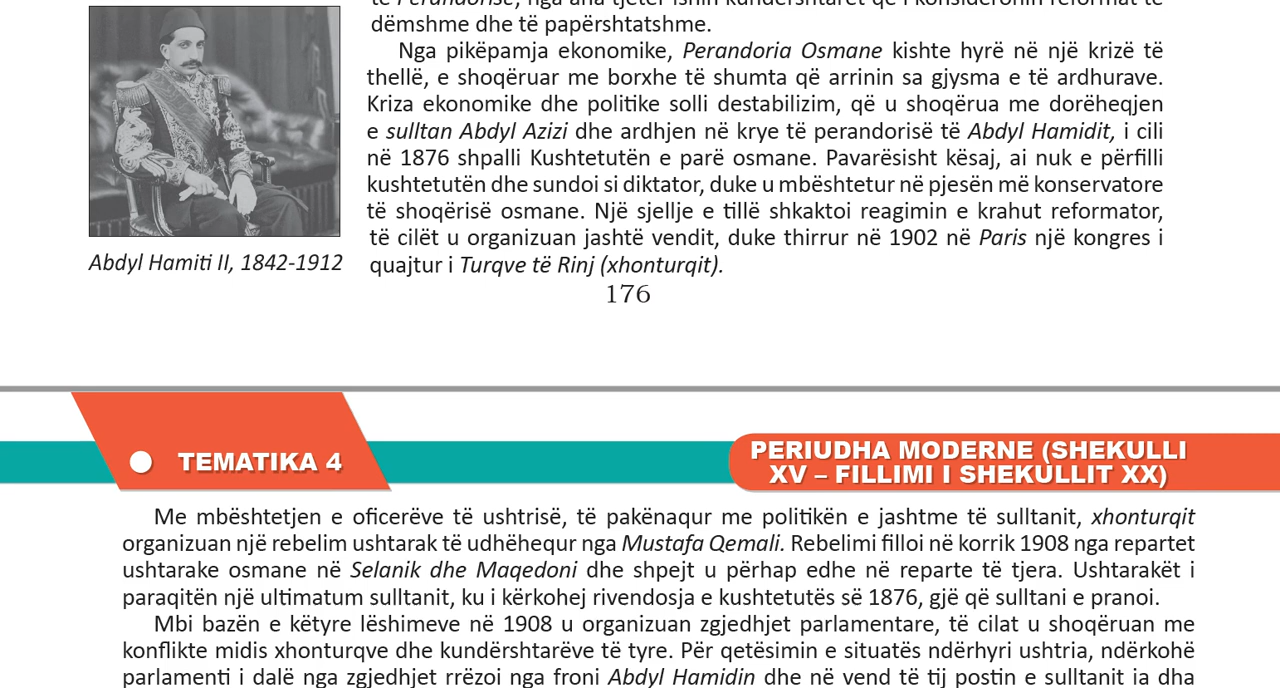 të Perandorisë, nga ana tjetër ishin kundërshtarët që i konsideronin reformat të
dëmshme dhe të papërshtatshme.
Nga pikëpamja ekonomike, Perandoria Osmane kishte hyrë në një krizë të
thellë, e shoqëruar me borxhe të shumta që arrinin sa gjysma e të ardhurave.
Kriza ekonomike dhe politike solli destabilizim, që u shoqërua me dorëheqjen
e sulltan Abdyl Azizi dhe ardhjen në krye të perandorisë të Abdyl Hamidit, i cili
në 1876 shpalli Kushtetutën e parë osmane. Pavarësisht kësaj, ai nuk e përfilli
kushtetutën dhe sundoi si diktator, duke u mbështetur në pjesën më konservatore
të shoqërisë osmane. Një sjellje e tillë shkaktoi reagimin e krahut reformator,
të cilët u organizuan jashtë vendit, duke thirrur në 1902 në Paris një kongres i
quajtur i Turqve të Rinj (xhonturqit).
Abdyl Hamiti II, 1842-1912
176
TEMATIKA 4
PERIUDHA MODERNE (SHEKULLI
XV – FILLIMI I SHEKULLIT XX)
Me mbështetjen e oficerëve të ushtrisë, të pakënaqur me politikën e jashtme të sulltanit, xhonturqit
organizuan një rebelim ushtarak të udhëhequr nga Mustafa Qemali. Rebelimi filloi në korrik 1908 nga repartet
ushtarake osmane në Selanik dhe Maqedoni dhe shpejt u përhap edhe në reparte të tjera. Ushtarakët i
paraqitën një ultimatum sulltanit, ku i kërkohej rivendosja e kushtetutës së 1876, gjë që sulltani e pranoi.
Mbi bazën e këtyre lëshimeve në 1908 u organizuan zgjedhjet parlamentare, të cilat u shoqëruan me
konflikte midis xhonturqve dhe kundërshtarëve të tyre. Për qetësimin e situatës ndërhyri ushtria, ndërkohë
parlamenti i dalë nga zgjedhjet rrëzoi nga froni Abdyl Hamidin dhe në vend të tij postin e sulltanit ia dha